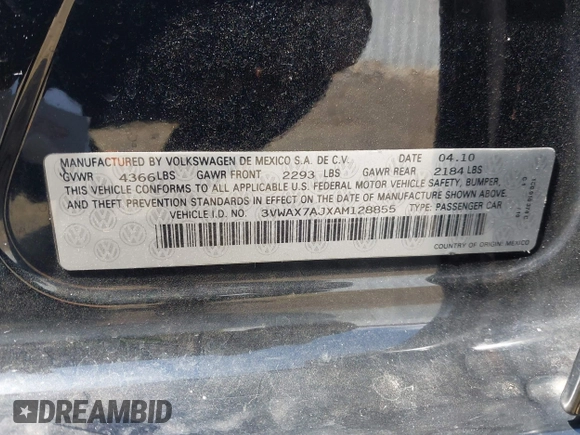 MANUFACTURED BY VOLKSWAGEN DE MEXICO S.A. DE C.V. DATE 04.10
GVWR 4366LBS GAWR FRONT 2293 LBS GAWR REAR 2184 LBS
THIS VEHICLE CONFORMS TO ALL APPLICABLE U.S. FEDERAL MOTOR VEHICLE SAFETY, BUMPER,
AND THEFT PREVENTION STANDARDS IN EFFECT ON THE DATE OF MANUFACTURE SHOWN ABOVE.
VEHICLE I.D. NO. 3VWAX7AJXAM128855 TYPE: PASSENGER CAR
COUNTRY OF ORIGIN: MEXICO
DREAMBID